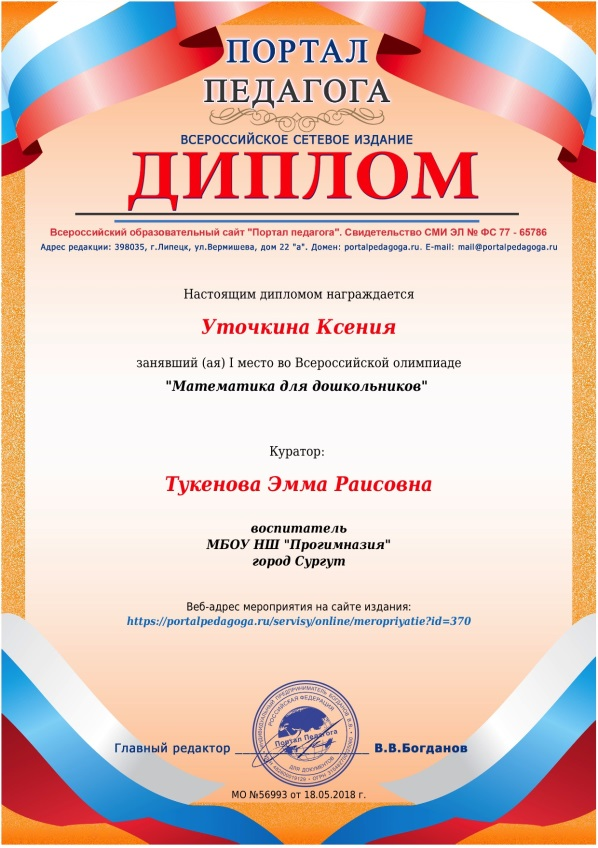 ПОРТАЛ
ПЕДАГОГА
ВСЕРОССИЙСКОЕ СЕТЕВОЕ ИЗДАНИЕ
ДИПЛОМ
Всероссийский образовательный сайт "Портал педагога". Свидетельство СМИ ЭЛ № ФС 77 - 65786
Адрес редакции: 398035, г.Липецк, ул.Вермишева, дом 22 "а". Домен: portalpedagoga.ru. E-mail: mail@portalpedagoga.ru
Настоящим дипломом награждается
Уточкина Ксения
занявший (ая) I место во Всероссийской олимпиаде
"Математика для дошкольников"
Куратор:
Тукенова Эмма Раисовна
воспитатель
МБОУ НШ "Прогимназия"
город Сургут
Веб-адрес мероприятия на сайте издания:
https://portalpedagoga.ru/servisy/online/meropriyatie?id=370
РОССИЙСКАЯ ФЕДЕРАЦИЯ
Портал Педагога
ДЛЯ ДОКУМЕНТОВ
Главный редактор В.В.Богданов
МО №56993 от 18.05.2018 г.